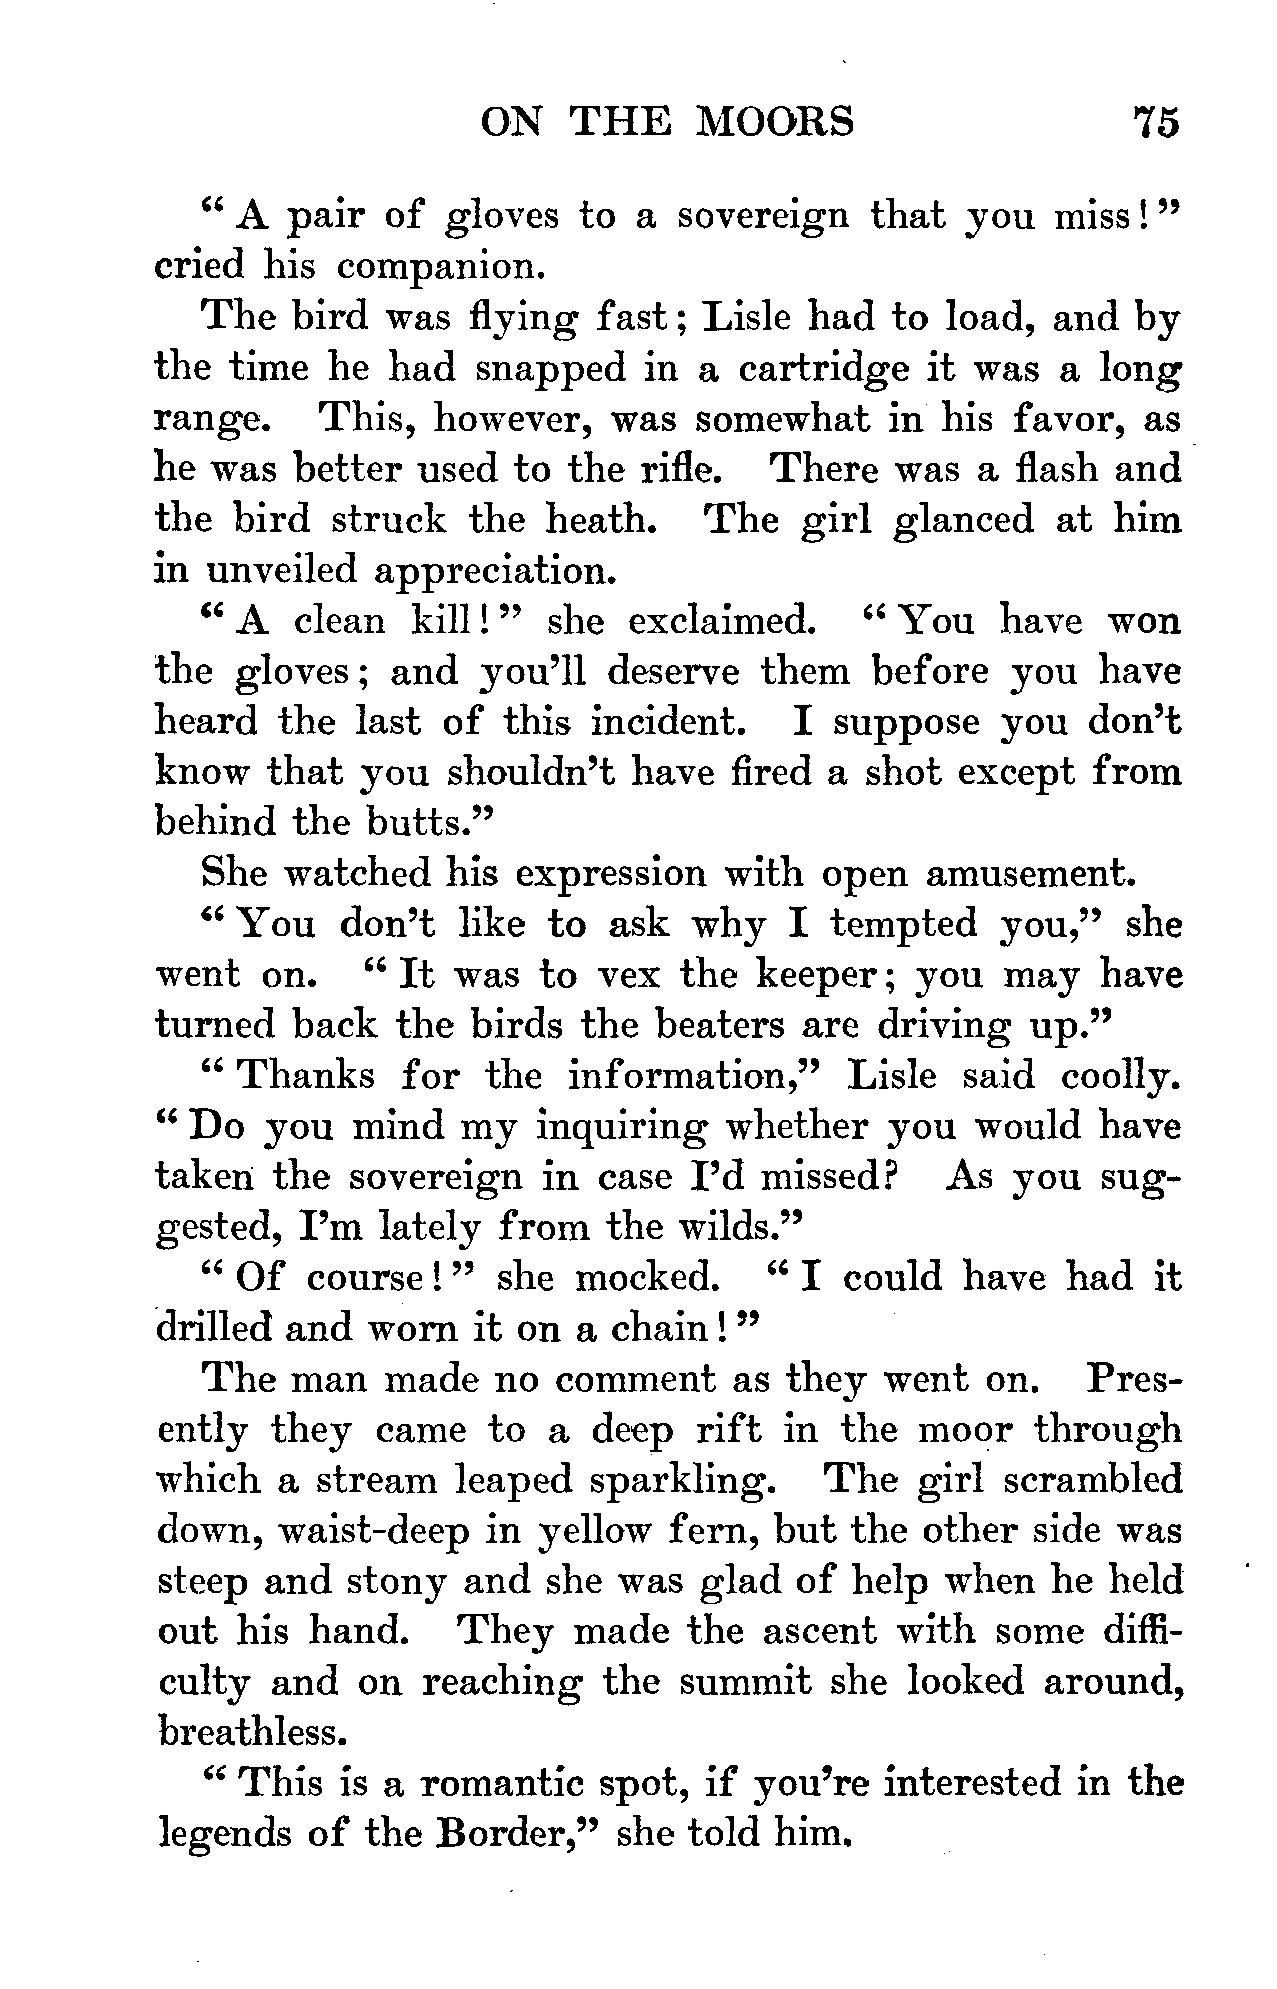 ON THE MOORS 75
“ A pair of gloves to a sovereign that you miss! ”
cried his companion.
The bird was flying fast; Lisle had to load, and by
the time he had snapped in a cartridge it was a long
range. This, however, was somewhat in his favor, as
he was better used to the rifle. There was a flash and
the bird struck the heath. The girl glanced at him
in unveiled appreciation.
“ A clean kill! ” she exclaimed. “ You have won
the gloves; and you’ll deserve them before you have
heard the last of this incident. I suppose you don’t
know that you shouldn’t have fired a shot except from
behind the butts.”
She watched his expression with open amusement.
“ You don’t like to ask why I tempted you,” she
went on. “ It was to vex the keeper; you may have
turned back the birds the beaters are driving up.”
“ Thanks for the information,” Lisle said coolly.
“ Do you mind my inquiring whether you would have
taken the sovereign in case I’d missed? As you sug-
gested, I’m lately from the wilds.”
“ Of course! ” she mocked. “ I could have had it
drilled and worn it on a chain! ”
The man made no comment as they went on. Pres-
ently they came to a deep rift in the moor through
which a stream leaped sparkling. The girl scrambled
down, waist-deep in yellow fern, but the other side was
steep and stony and she was glad of help when he held
out his hand. They made the ascent with some diffi-
culty and on reaching the summit she looked around,
breathless.
“ This is a romantic spot, if you’re interested in the
legends of the Border,” she told him.